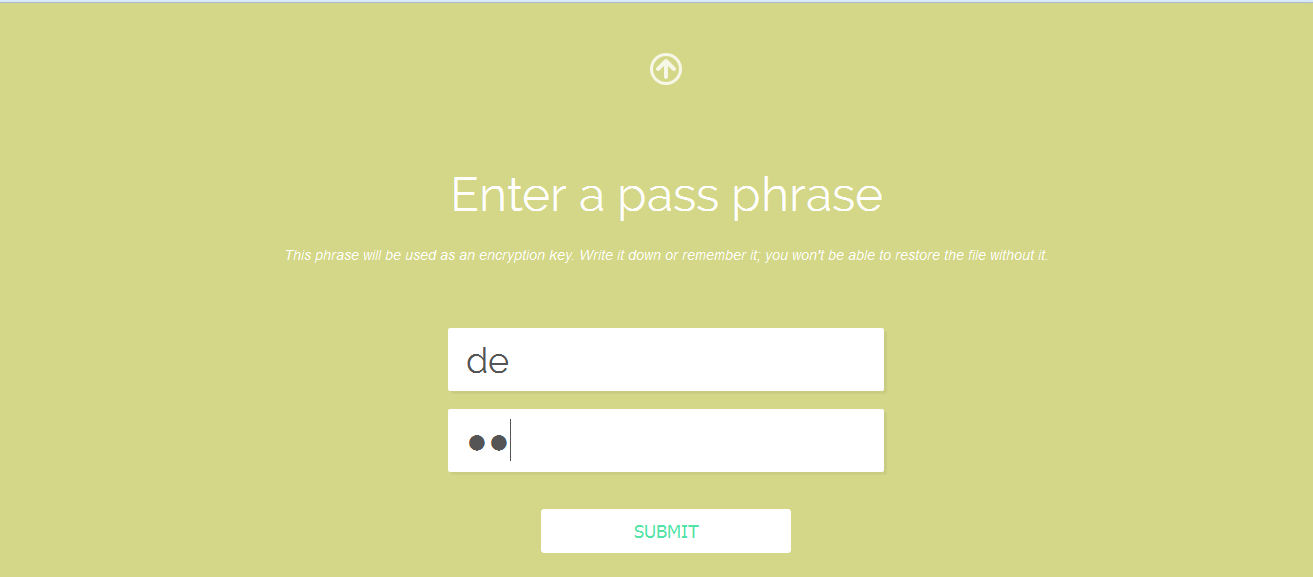 Enter a pass phrase
This phrase will be used as an encryption key. Write it down or remember it; you won't be able to restore the file without it.
de
●●
SUBMIT